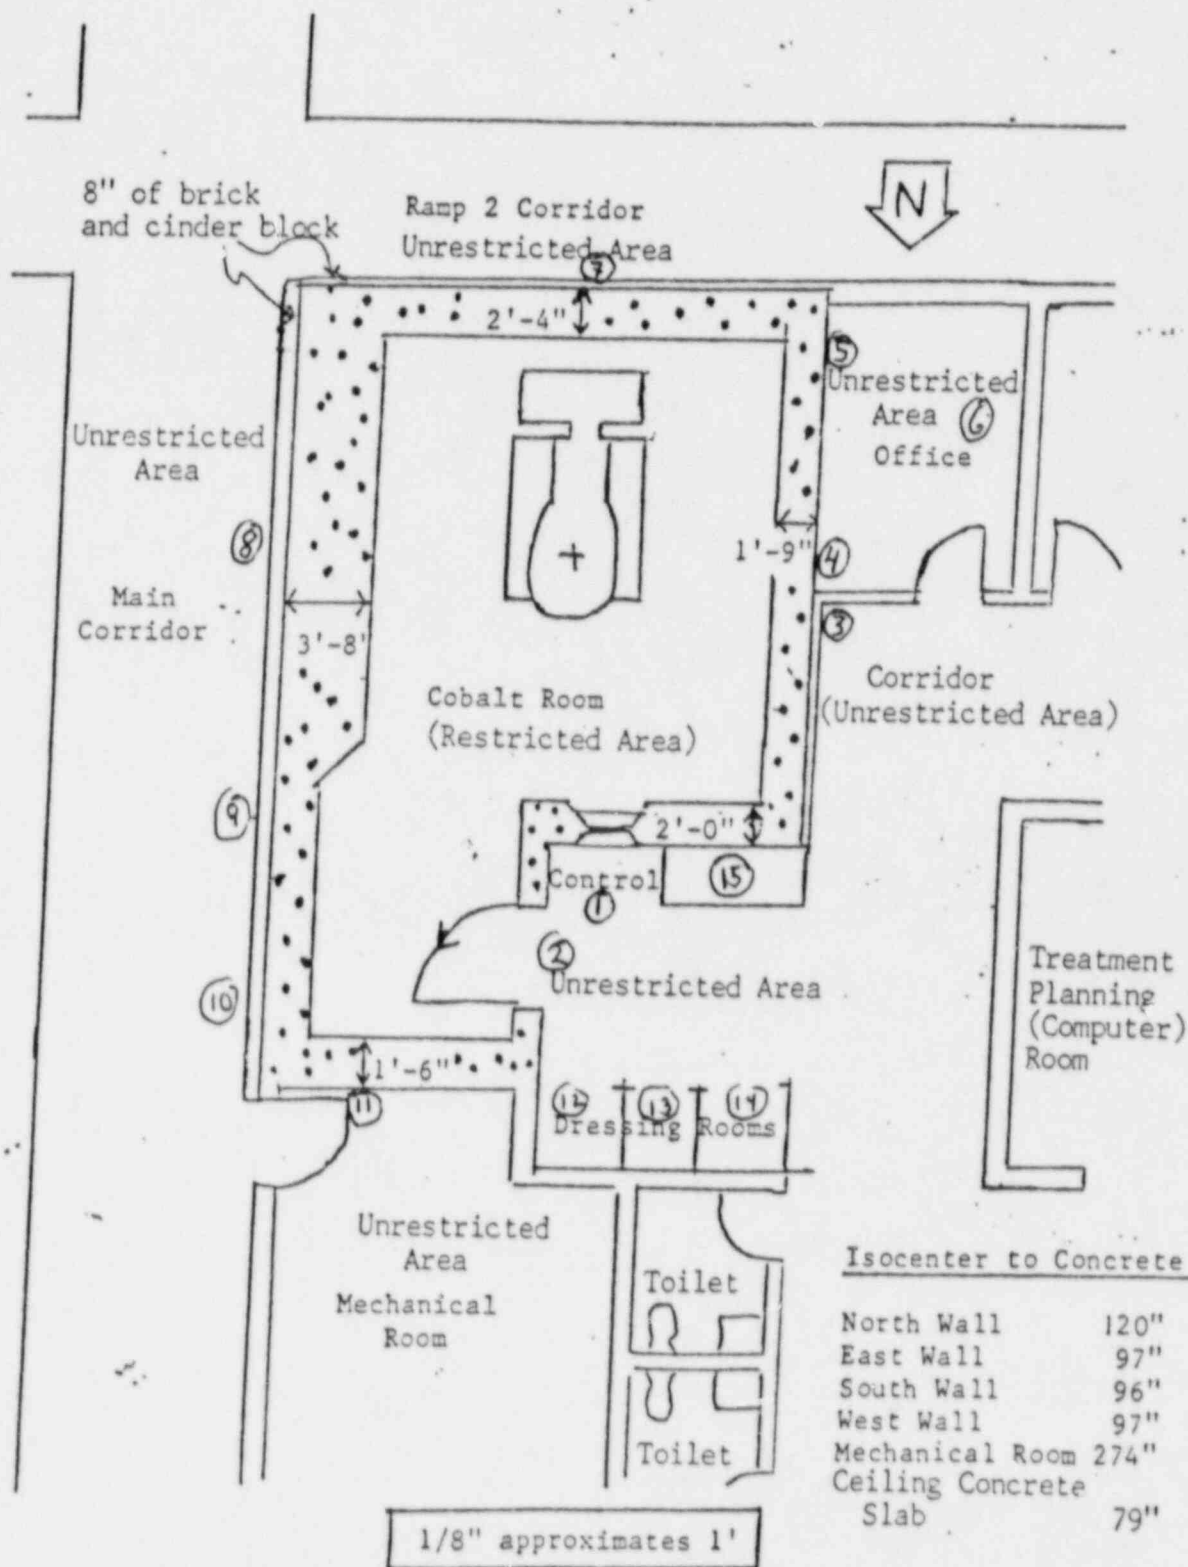 8" of brick
and cinder block
Ramp 2 Corridor
Unrestricted Area
N
7
2'-4"
5
Unrestricted
Area
6
Office
Unrestricted
Area
8
1'-9"
4
Main
Corridor
3'-8'
3
Corridor
(Unrestricted Area)
Cobalt Room
(Restricted Area)
9
2'-0"
Control
1
15
2
Unrestricted Area
10
Treatment
Planning
(Computer)
Room
1'-6"
11
12
13
14
Dressing Rooms
Unrestricted
Area
Mechanical
Room
Toilet
Toilet
Isocenter to Concrete
North Wall 120"
East Wall 97"
South Wall 96"
West Wall 97"
Mechanical Room 274"
Ceiling Concrete
Slab 79"
1/8" approximates 1'